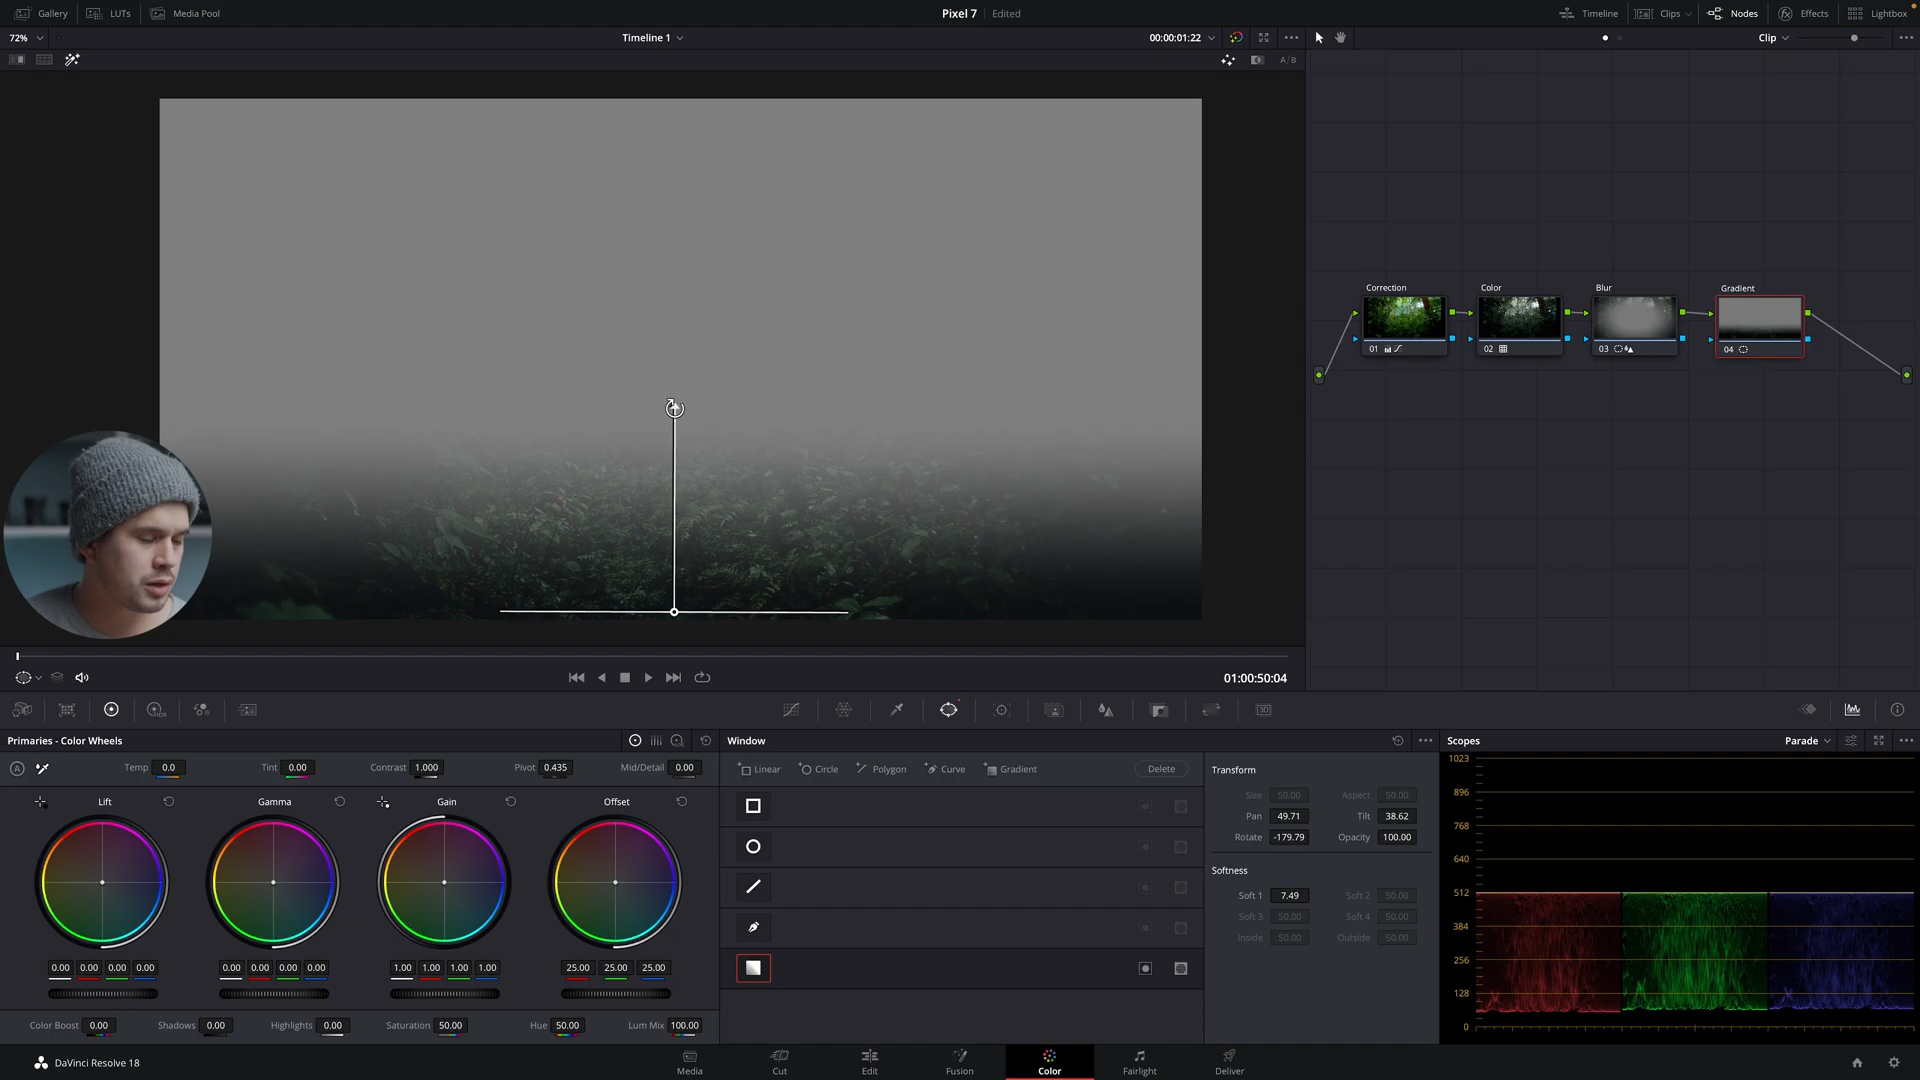 Gallery LUTs Media Pool Pixel 7 Edited Timeline Clips Nodes Effects Lightbox
72% Timeline 1 00:00:01:22 Clip
A/B
Correction Color Blur Gradient
01 02 03 04
01:00:50:04
HDR 3D
Primaries - Color Wheels Window Scopes Parade
A Temp 0.0 Tint 0.00 Contrast 1.000 Pivot 0.435 Mid/Detail 0.00
Linear Circle Polygon Curve Gradient Delete
Lift Gamma Gain Offset
0.00 0.00 0.00 0.00 0.00 0.00 0.00 0.00 1.00 1.00 1.00 1.00 25.00 25.00 25.00
Color Boost 0.00 Shadows 0.00 Highlights 0.00 Saturation 50.00 Hue 50.00 Lum Mix 100.00
Transform
Size 50.00 Aspect 50.00
Pan 49.71 Tilt 38.62
Rotate -179.79 Opacity 100.00
Softness
Soft 1 7.49 Soft 2 50.00
Soft 3 50.00 Soft 4 50.00
Inside 50.00 Outside 50.00
1023
896
768
640
512
384
256
128
0
DaVinci Resolve 18 Media Cut Edit Fusion Color Fairlight Deliver